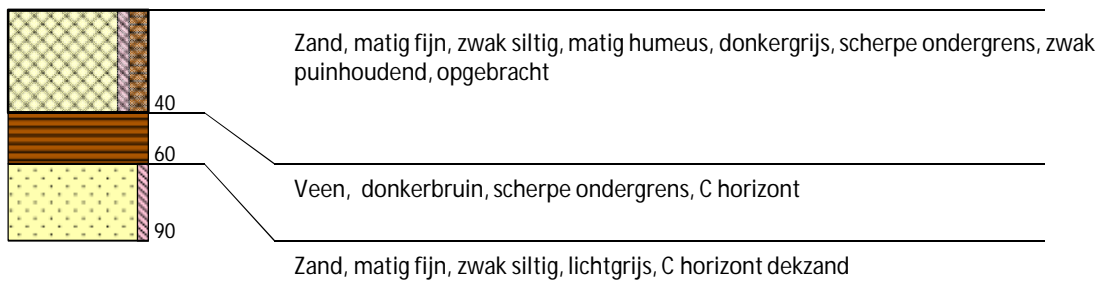 Zand, matig fijn, zwak siltig, matig humeus, donkergrijs, scherpe ondergrens, zwak
puinhoudend, opgebracht
40
60
Veen, donkerbruin, scherpe ondergrens, C horizont
90
Zand, matig fijn, zwak siltig, lichtgrijs, C horizont dekzand